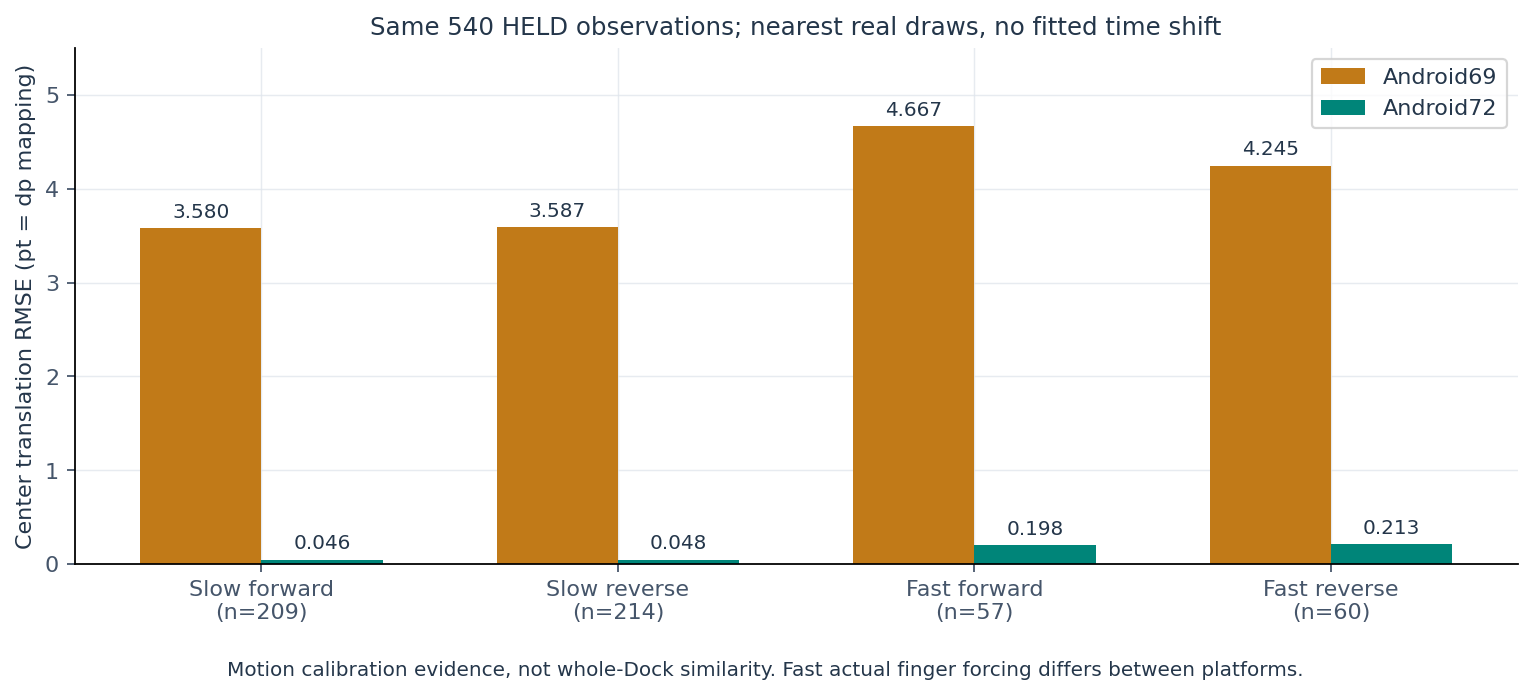 Same 540 HELD observations; nearest real draws, no fitted time shift
Center translation RMSE (pt = dp mapping)
5
4
3
2
1
0
Android69
Android72
3.580
0.046
3.587
0.048
4.667
0.198
4.245
0.213
Slow forward
(n=209)
Slow reverse
(n=214)
Fast forward
(n=57)
Fast reverse
(n=60)
Motion calibration evidence, not whole-Dock similarity. Fast actual finger forcing differs between platforms.